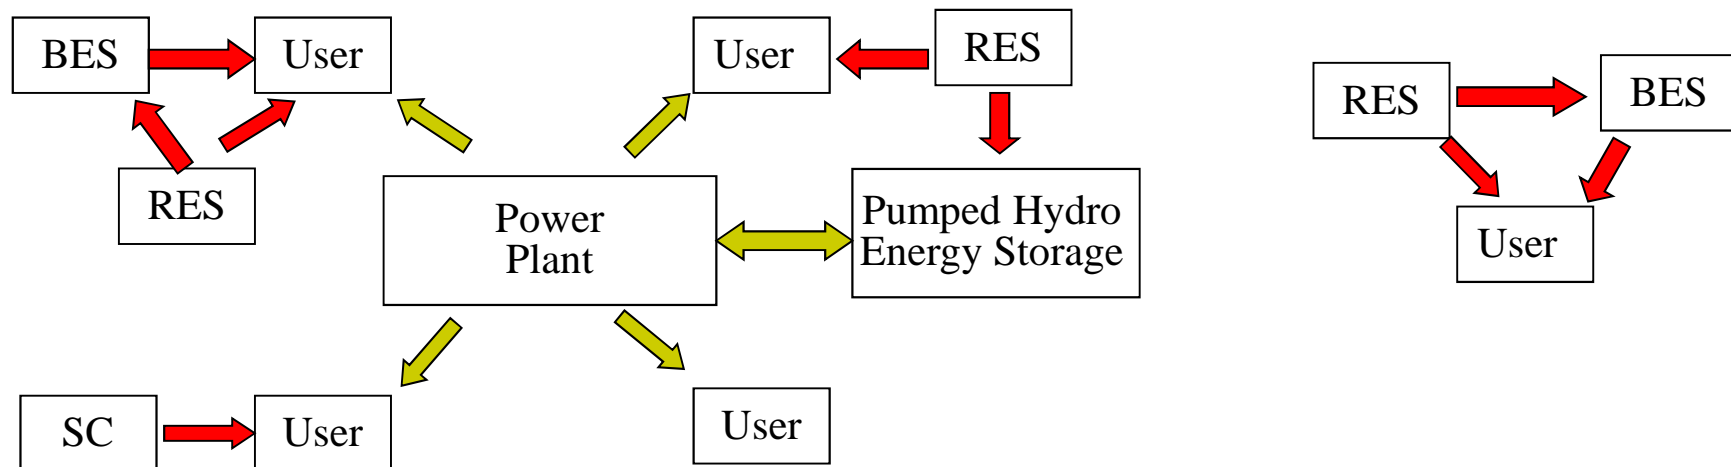 BES
User
User
RES
RES
BES
RES
Power
Plant
Pumped Hydro
Energy Storage
User
SC
User
User